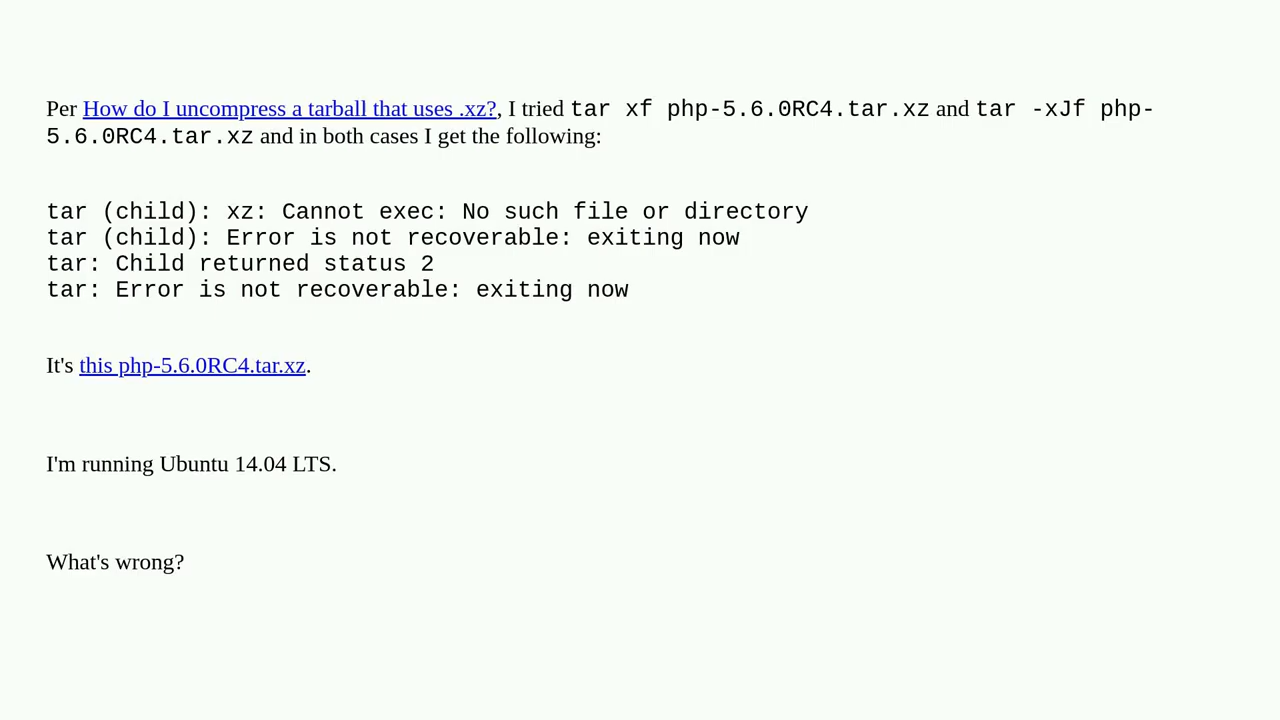 Per How do I uncompress a tarball that uses .xz?, I tried tar xf php-5.6.0RC4.tar.xz and tar -xJf php-
5.6.0RC4.tar.xz and in both cases I get the following:
tar (child): xz: Cannot exec: No such file or directory
tar (child): Error is not recoverable: exiting now
tar: Child returned status 2
tar: Error is not recoverable: exiting now
It's this php-5.6.0RC4.tar.xz.
I'm running Ubuntu 14.04 LTS.
What's wrong?